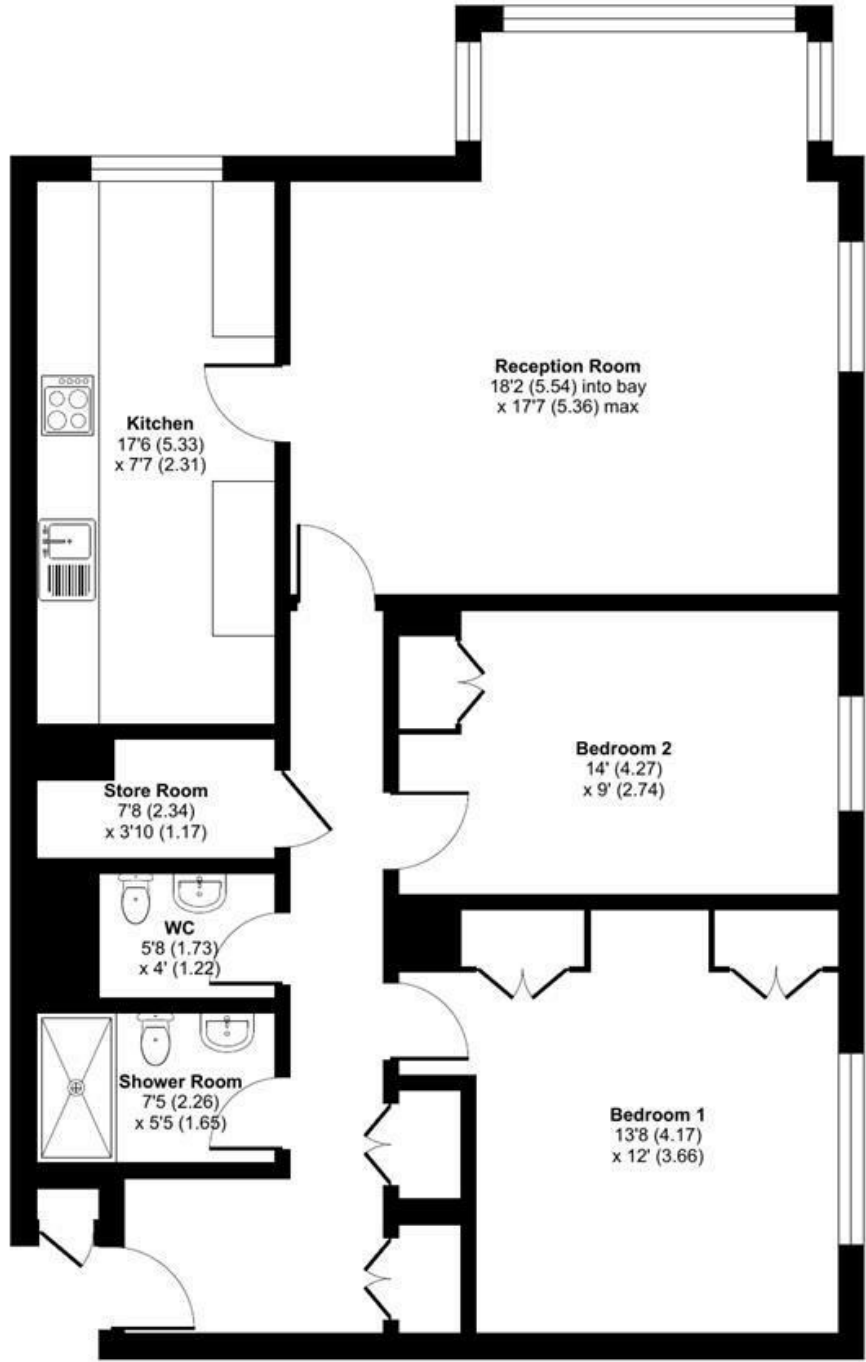 Reception Room
18'2 (5.54) into bay
x 17'7 (5.36) max
Kitchen
17'6 (5.33)
x 7'7 (2.31)
Bedroom 2
14' (4.27)
x 9' (2.74)
Store Room
7'8 (2.34)
x 3'10 (1.17)
WC
5'8 (1.73)
x 4' (1.22)
Shower Room
7'5 (2.26)
x 5'5 (1.65)
Bedroom 1
13'8 (4.17)
x 12' (3.66)